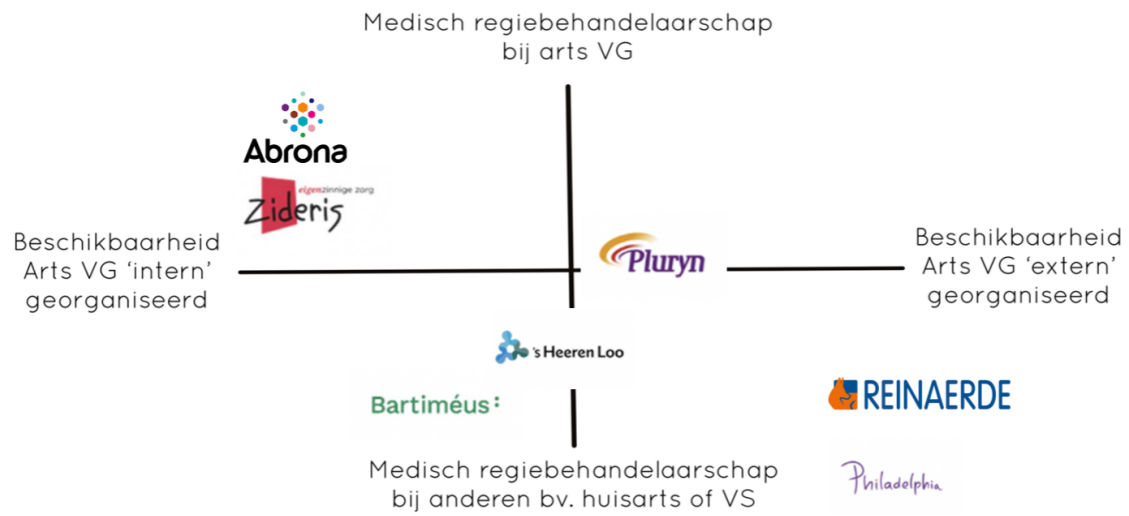 Medisch regiebehandelaarschap
bij arts VG
Abrona
eigenzinnige zorg
Zideris
Beschikbaarheid
Arts VG ‘intern’
georganiseerd
Pluryn
Beschikbaarheid
Arts VG ‘extern’
georganiseerd
's Heeren Loo
Bartiméus:
REINAERDE
Medisch regiebehandelaarschap
bij anderen bv. huisarts of VS
Philadelphia